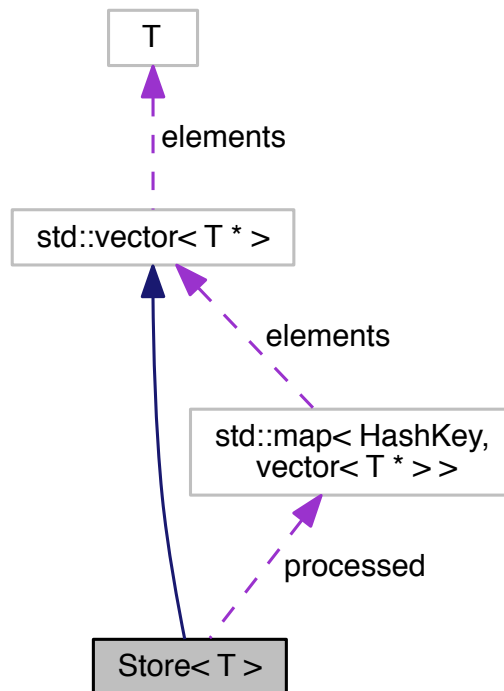 T
elements
std::vector< T * >
elements
std::map< HashKey,
vector< T * > >
processed
Store< T >